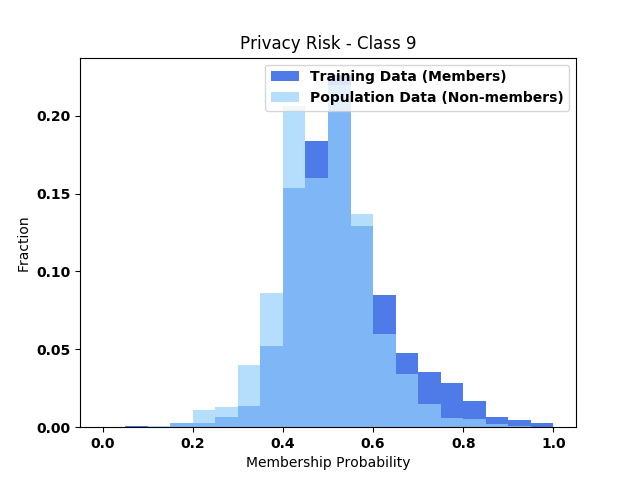 Privacy Risk - Class 9
Training Data (Members)
Population Data (Non-members)
0.20
0.15
0.10
0.05
0.00
Fraction
0.0 0.2 0.4 0.6 0.8 1.0
Membership Probability